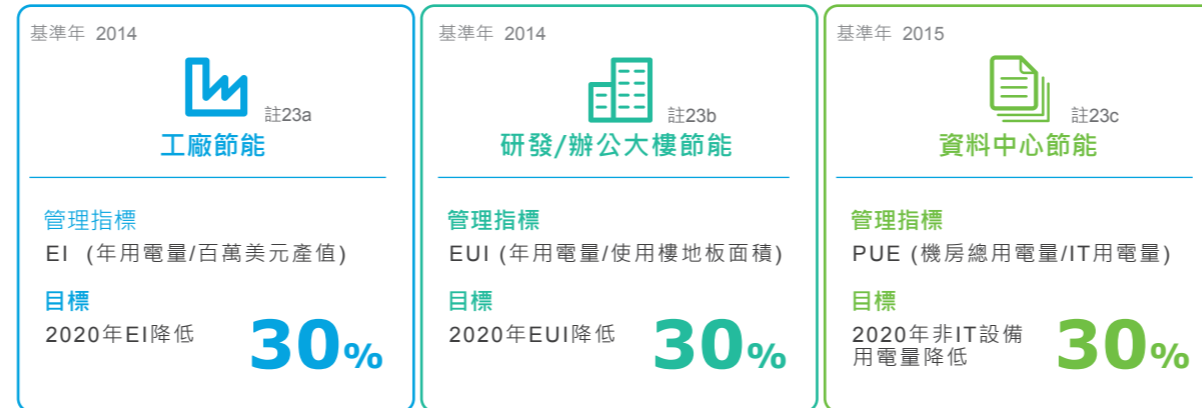 基準年 2014
註23a
工廠節能
管理指標
EI (年用電量/百萬美元產值)
目標
2020年EI降低
30%
基準年 2014
註23b
研發/辦公大樓節能
管理指標
EUI (年用電量/使用樓地板面積)
目標
2020年EUI降低
30%
基準年 2015
註23c
資料中心節能
管理指標
PUE (機房總用電量/IT用電量)
目標
2020年非IT設備
用電量降低
30%